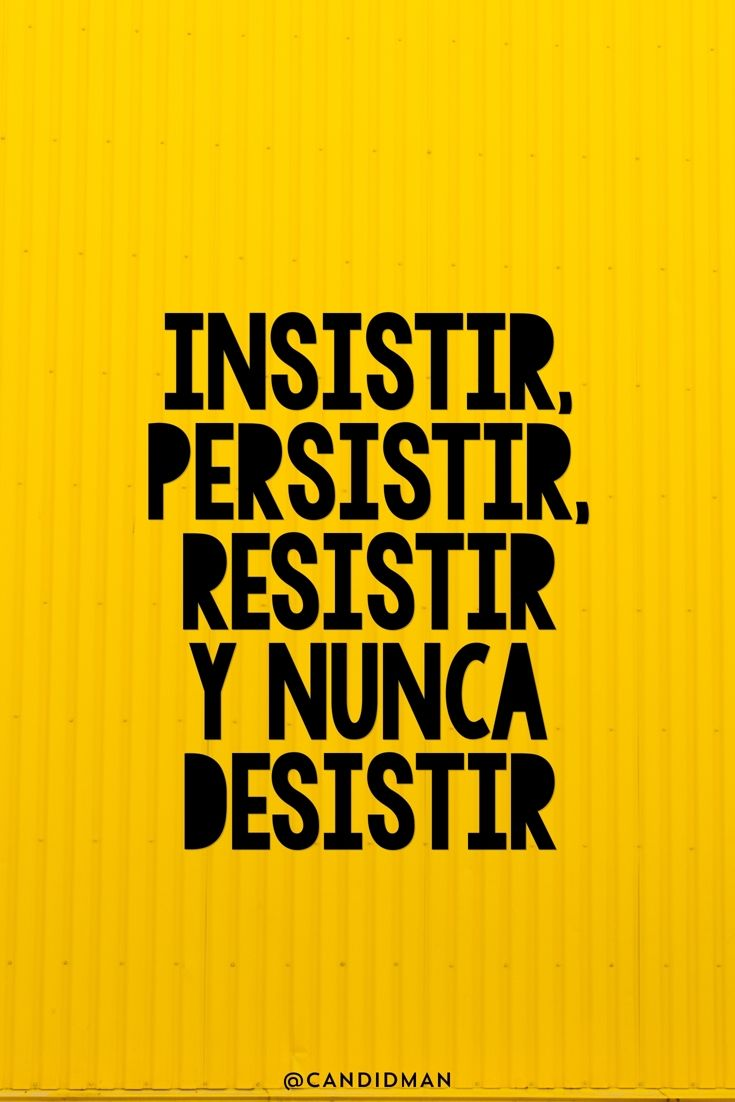 INSISTIR,
PERSISTIR,
RESISTIR
Y NUNCA
DESISTIR
@CANDIDMAN